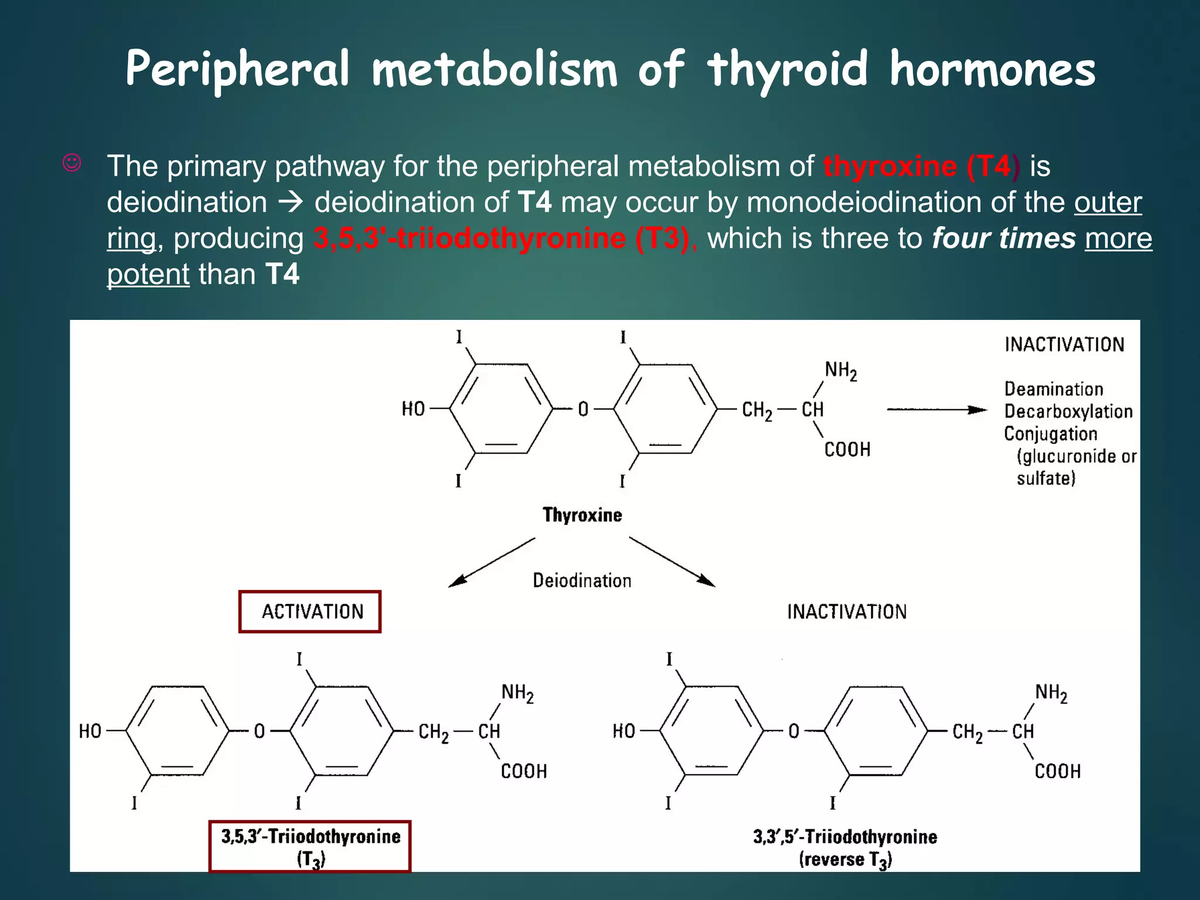 Peripheral metabolism of thyroid hormones
☺ The primary pathway for the peripheral metabolism of thyroxine (T4) is
deiodination → deiodination of T4 may occur by monodeiodination of the outer
ring, producing 3,5,3'-triiodothyronine (T3), which is three to four times more
potent than T4
I
I
NH₂
HO
O
CH₂—CH
COOH
I
I
Thyroxine
INACTIVATION
Deamination
Decarboxylation
Conjugation
(glucuronide or
sulfate)
Deiodination
ACTIVATION
INACTIVATION
I
NH₂
HO
O
CH₂—CH
COOH
I
I
3,5,3′-Triiodothyronine
(T₃)
I
NH₂
HO
O
CH₂—CH
COOH
I
I
3,3′,5′-Triiodothyronine
(reverse T₃)